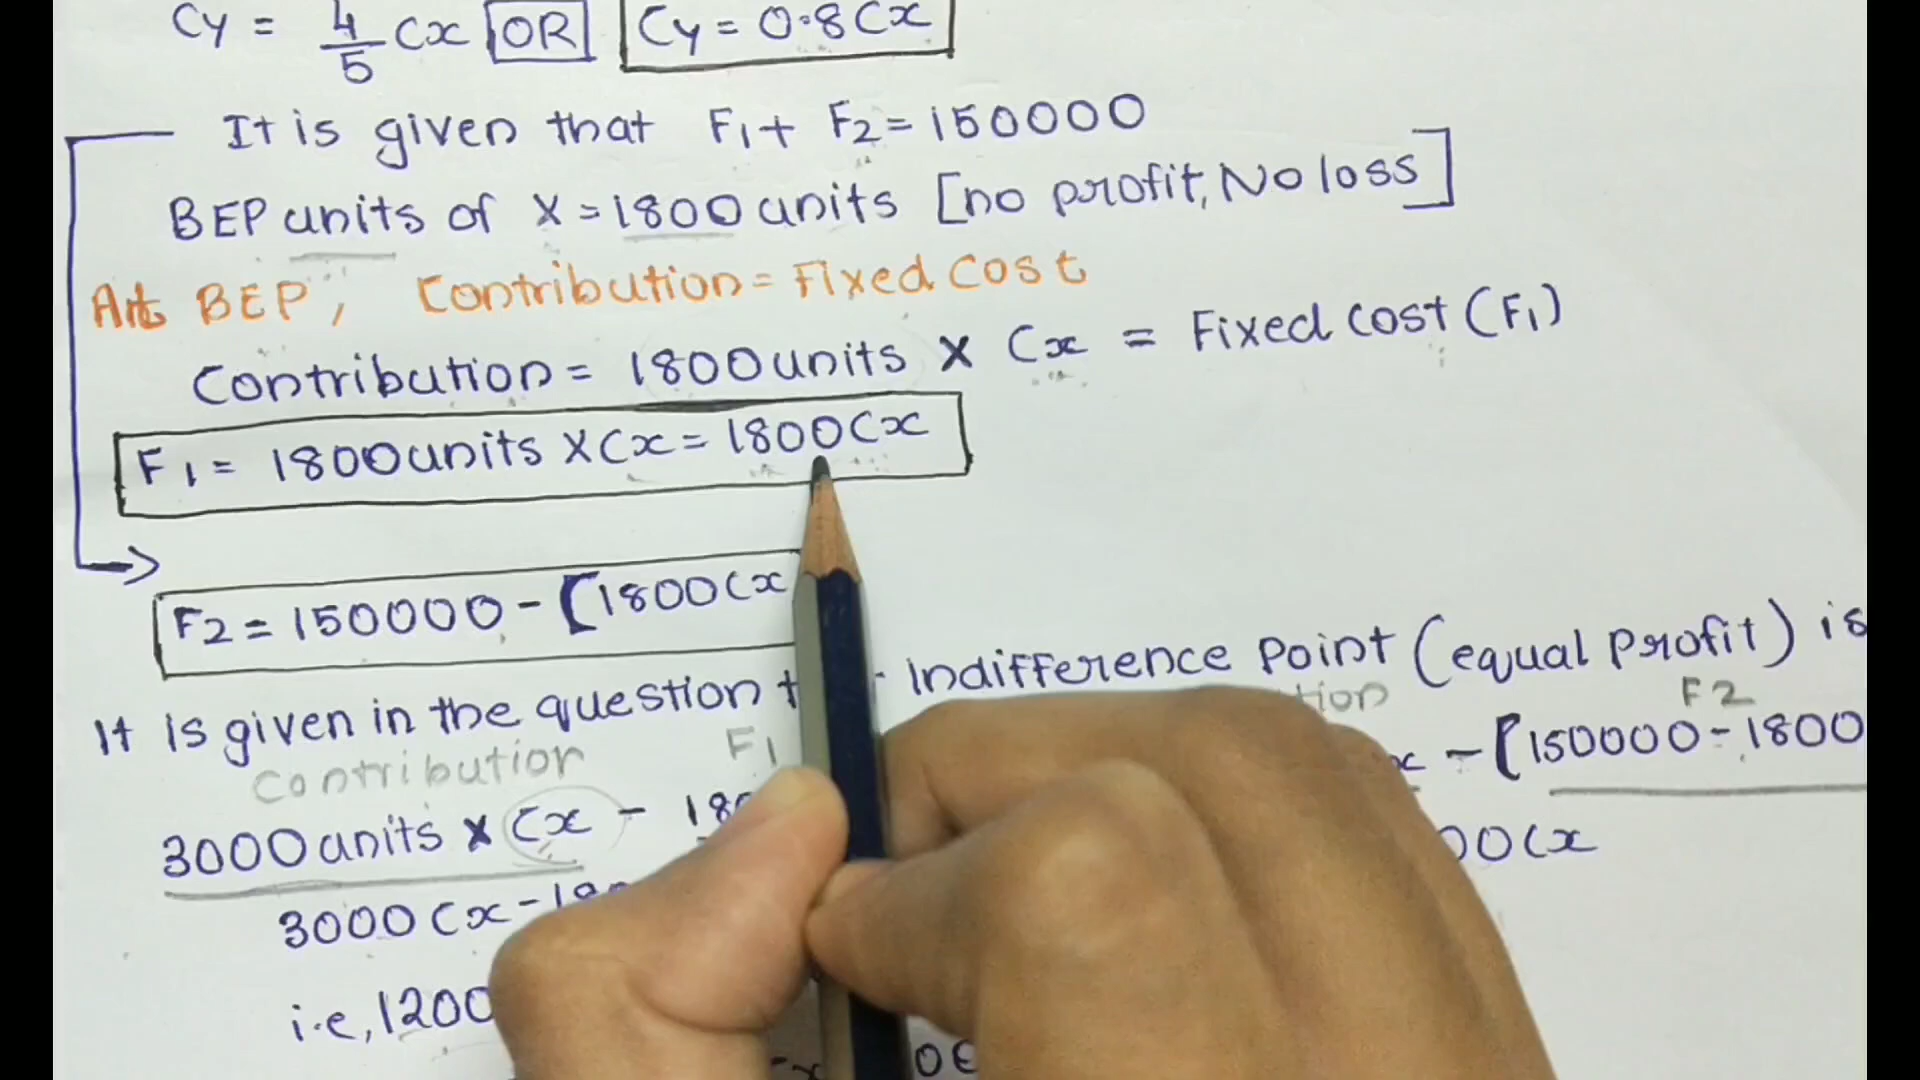 Cy = 4/5 Cx OR Cy = 0.8Cx
It is given that F1 + F2 = 150000
BEP units of X = 1800 units [no profit, No loss]
At BEP, Contribution = Fixed Cost
Contribution = 1800 units × Cx = Fixed cost (F1)
F1 = 1800 units × Cx = 1800Cx
F2 = 150000 - [1800Cx
It is given in the question Indifference point (equal profit) is
contribution F1 F2
3000 units × Cx - - [150000 - 1800
3000 Cx - 00Cx
i.e, 1200